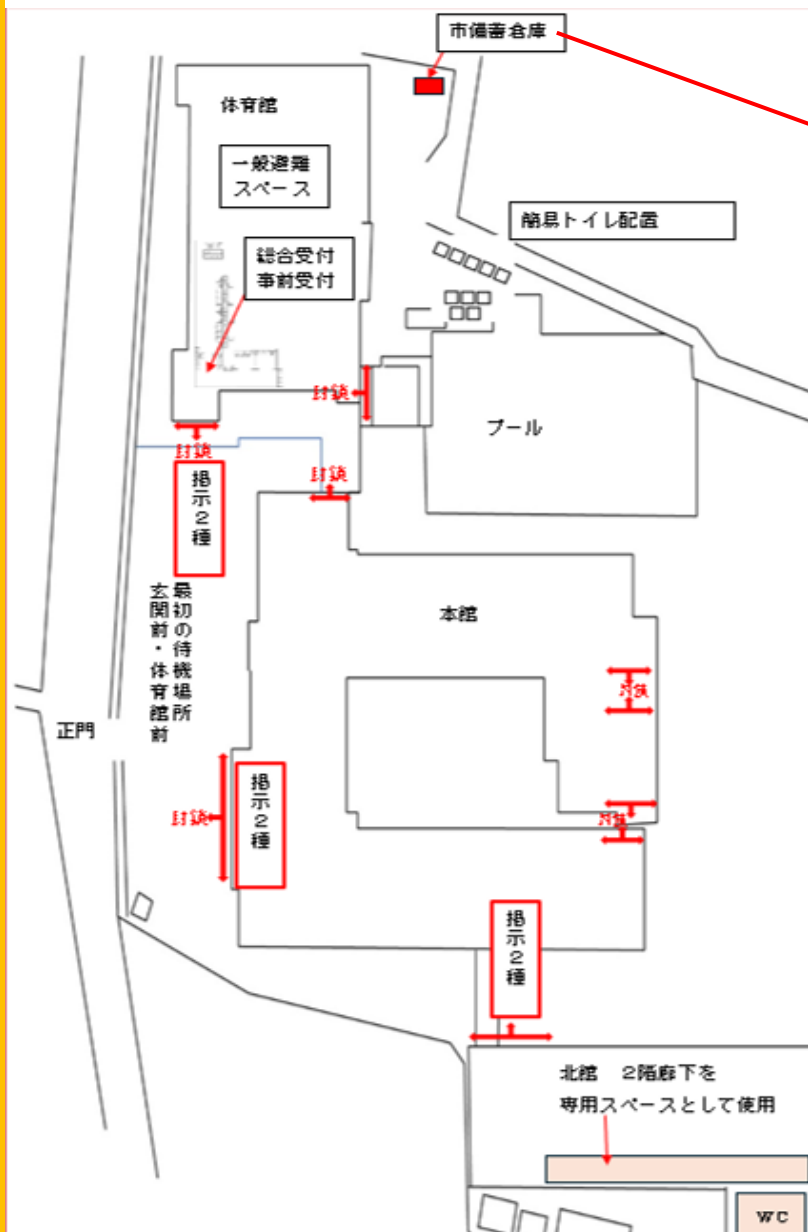 市備蓄倉庫
体育館
一般避難
スペース
簡易トイレ配置
総合受付
事前受付
封鎖
プール
封鎖
封鎖
掲示２種
最初の待機場所
玄関前・体育館前
本館
封鎖
正門
掲示２種
封鎖
封鎖
掲示２種
北館　２階廊下を
専用スペースとして使用
WC